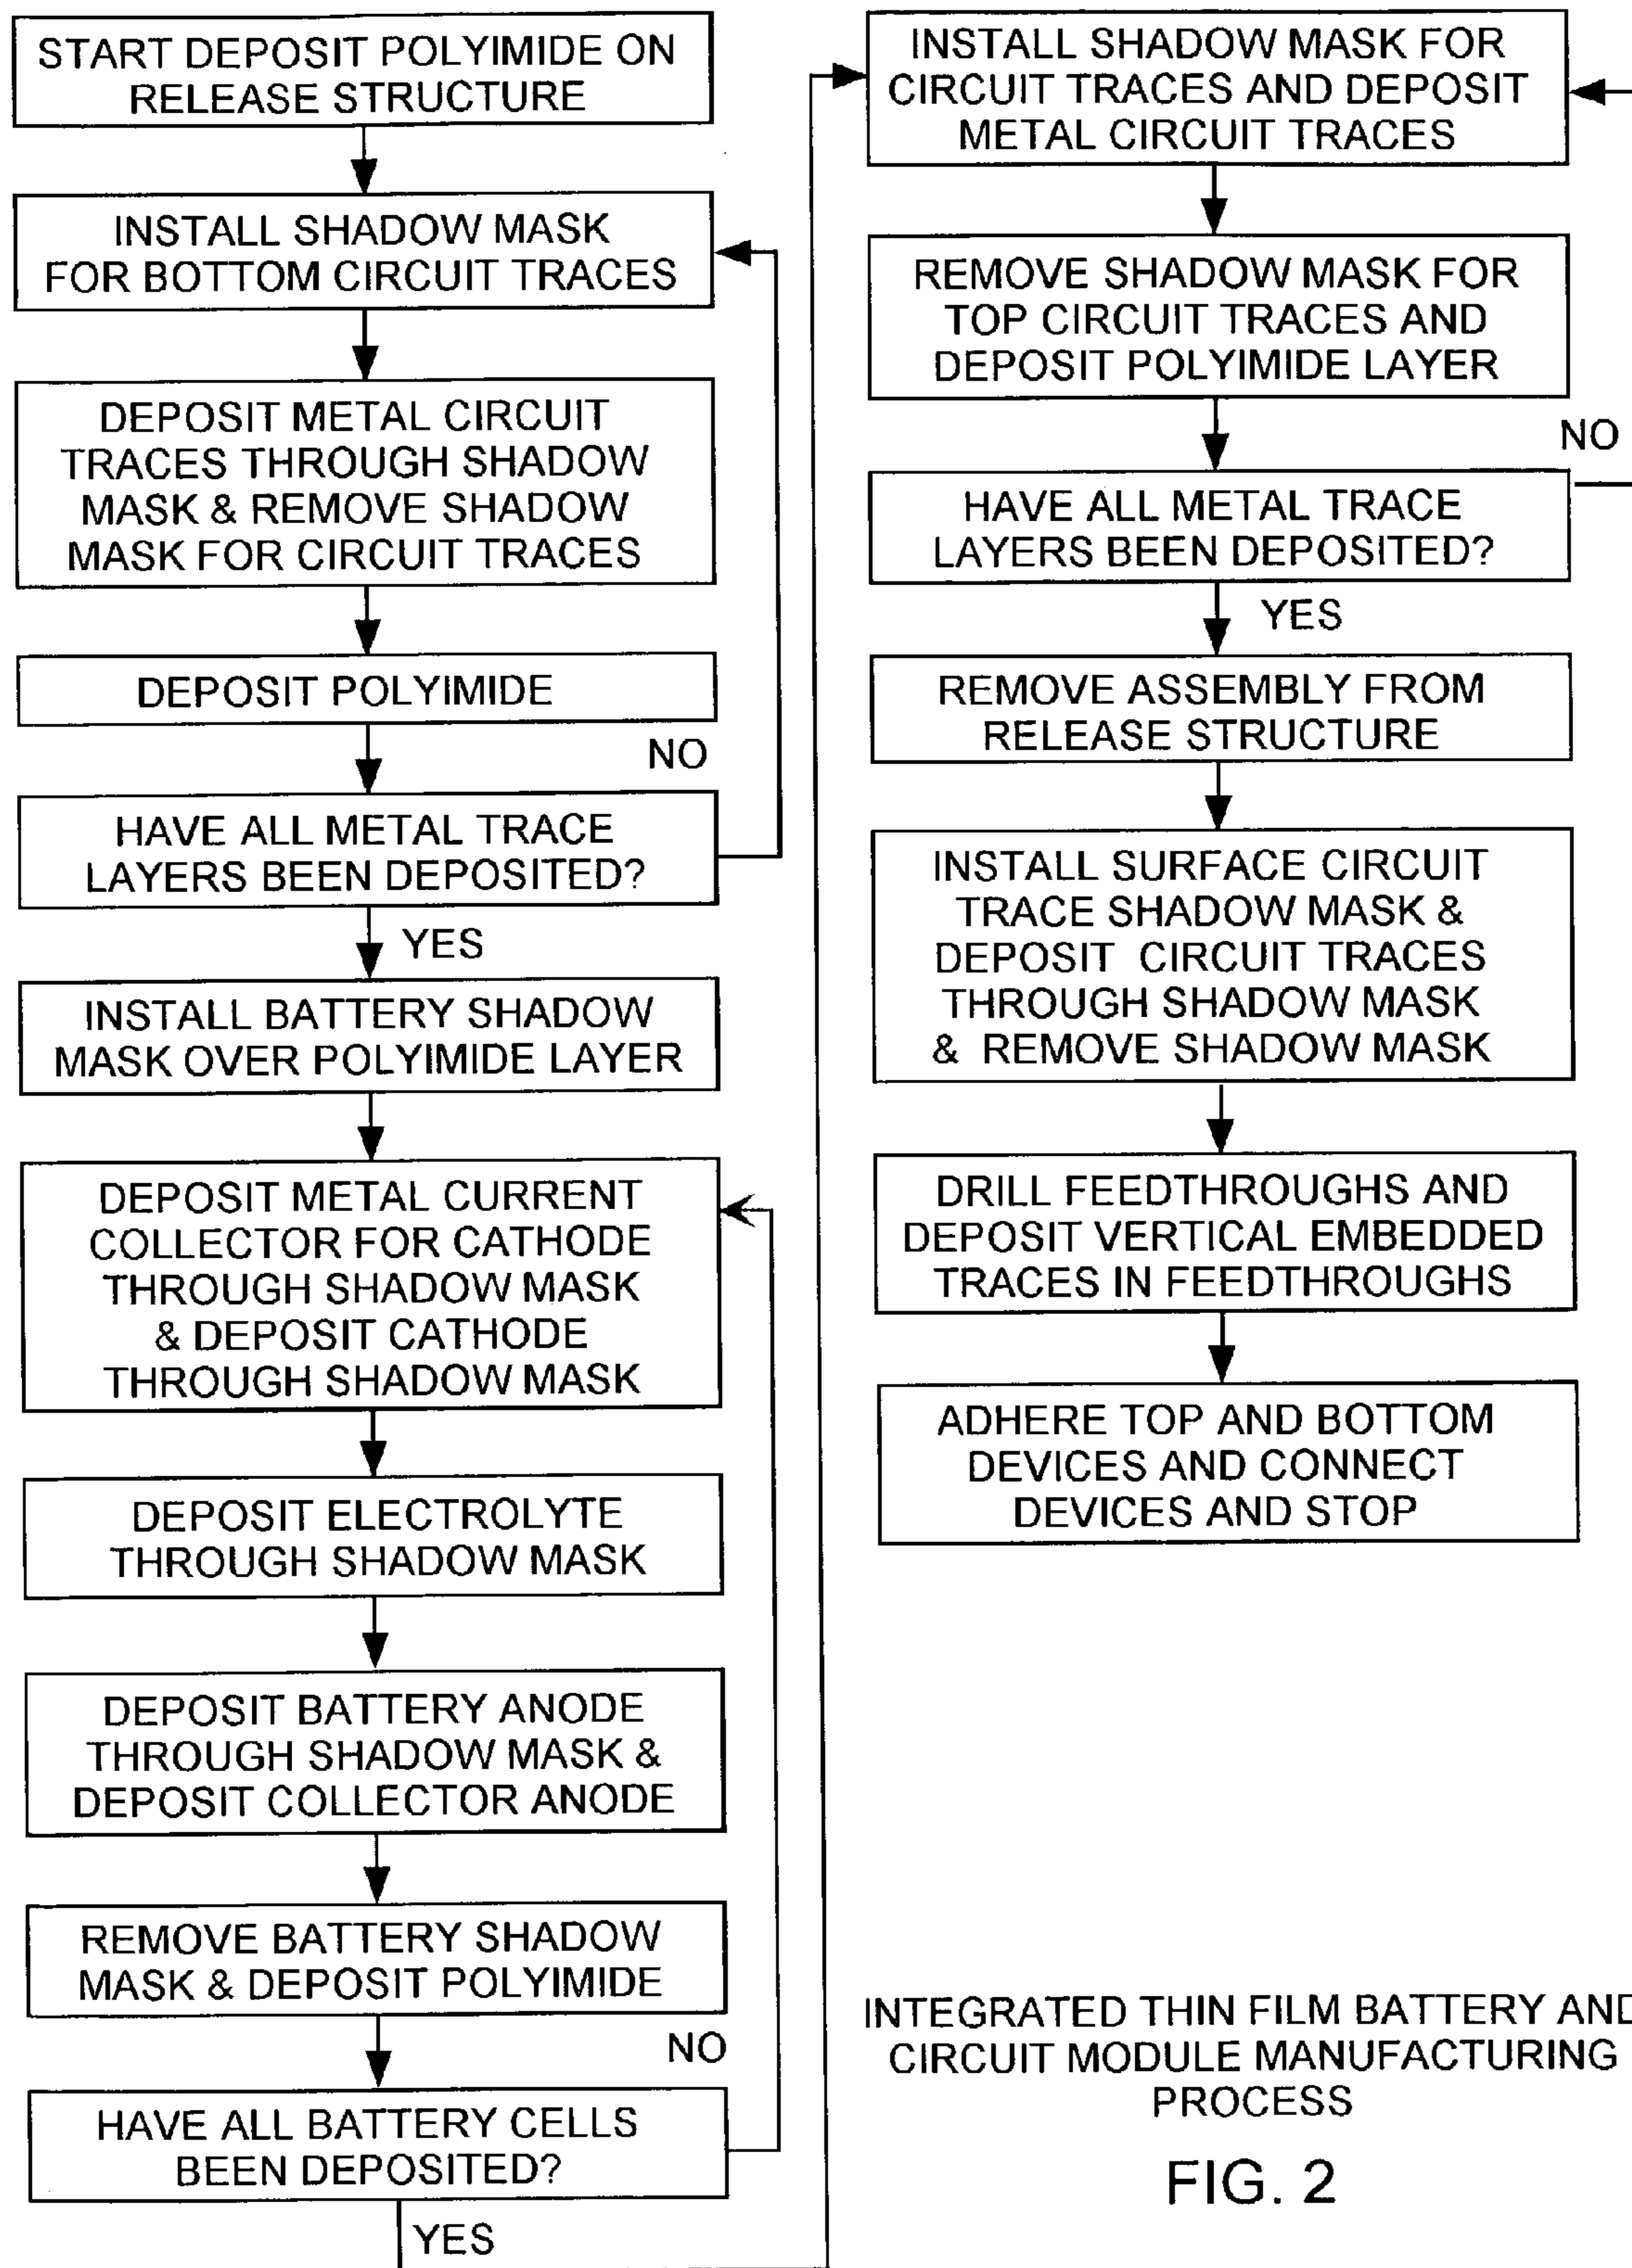 START DEPOSIT POLYIMIDE ON
RELEASE STRUCTURE
INSTALL SHADOW MASK
FOR BOTTOM CIRCUIT TRACES
DEPOSIT METAL CIRCUIT
TRACES THROUGH SHADOW
MASK & REMOVE SHADOW
MASK FOR CIRCUIT TRACES
DEPOSIT POLYIMIDE
NO
HAVE ALL METAL TRACE
LAYERS BEEN DEPOSITED?
YES
INSTALL BATTERY SHADOW
MASK OVER POLYIMIDE LAYER
DEPOSIT METAL CURRENT
COLLECTOR FOR CATHODE
THROUGH SHADOW MASK
& DEPOSIT CATHODE
THROUGH SHADOW MASK
DEPOSIT ELECTROLYTE
THROUGH SHADOW MASK
DEPOSIT BATTERY ANODE
THROUGH SHADOW MASK &
DEPOSIT COLLECTOR ANODE
REMOVE BATTERY SHADOW
MASK & DEPOSIT POLYIMIDE
NO
HAVE ALL BATTERY CELLS
BEEN DEPOSITED?
YES
INSTALL SHADOW MASK FOR
CIRCUIT TRACES AND DEPOSIT
METAL CIRCUIT TRACES
REMOVE SHADOW MASK FOR
TOP CIRCUIT TRACES AND
DEPOSIT POLYIMIDE LAYER
NO
HAVE ALL METAL TRACE
LAYERS BEEN DEPOSITED?
YES
REMOVE ASSEMBLY FROM
RELEASE STRUCTURE
INSTALL SURFACE CIRCUIT
TRACE SHADOW MASK &
DEPOSIT CIRCUIT TRACES
THROUGH SHADOW MASK
& REMOVE SHADOW MASK
DRILL FEEDTHROUGHS AND
DEPOSIT VERTICAL EMBEDDED
TRACES IN FEEDTHROUGHS
ADHERE TOP AND BOTTOM
DEVICES AND CONNECT
DEVICES AND STOP
INTEGRATED THIN FILM BATTERY AND
CIRCUIT MODULE MANUFACTURING
PROCESS
FIG. 2